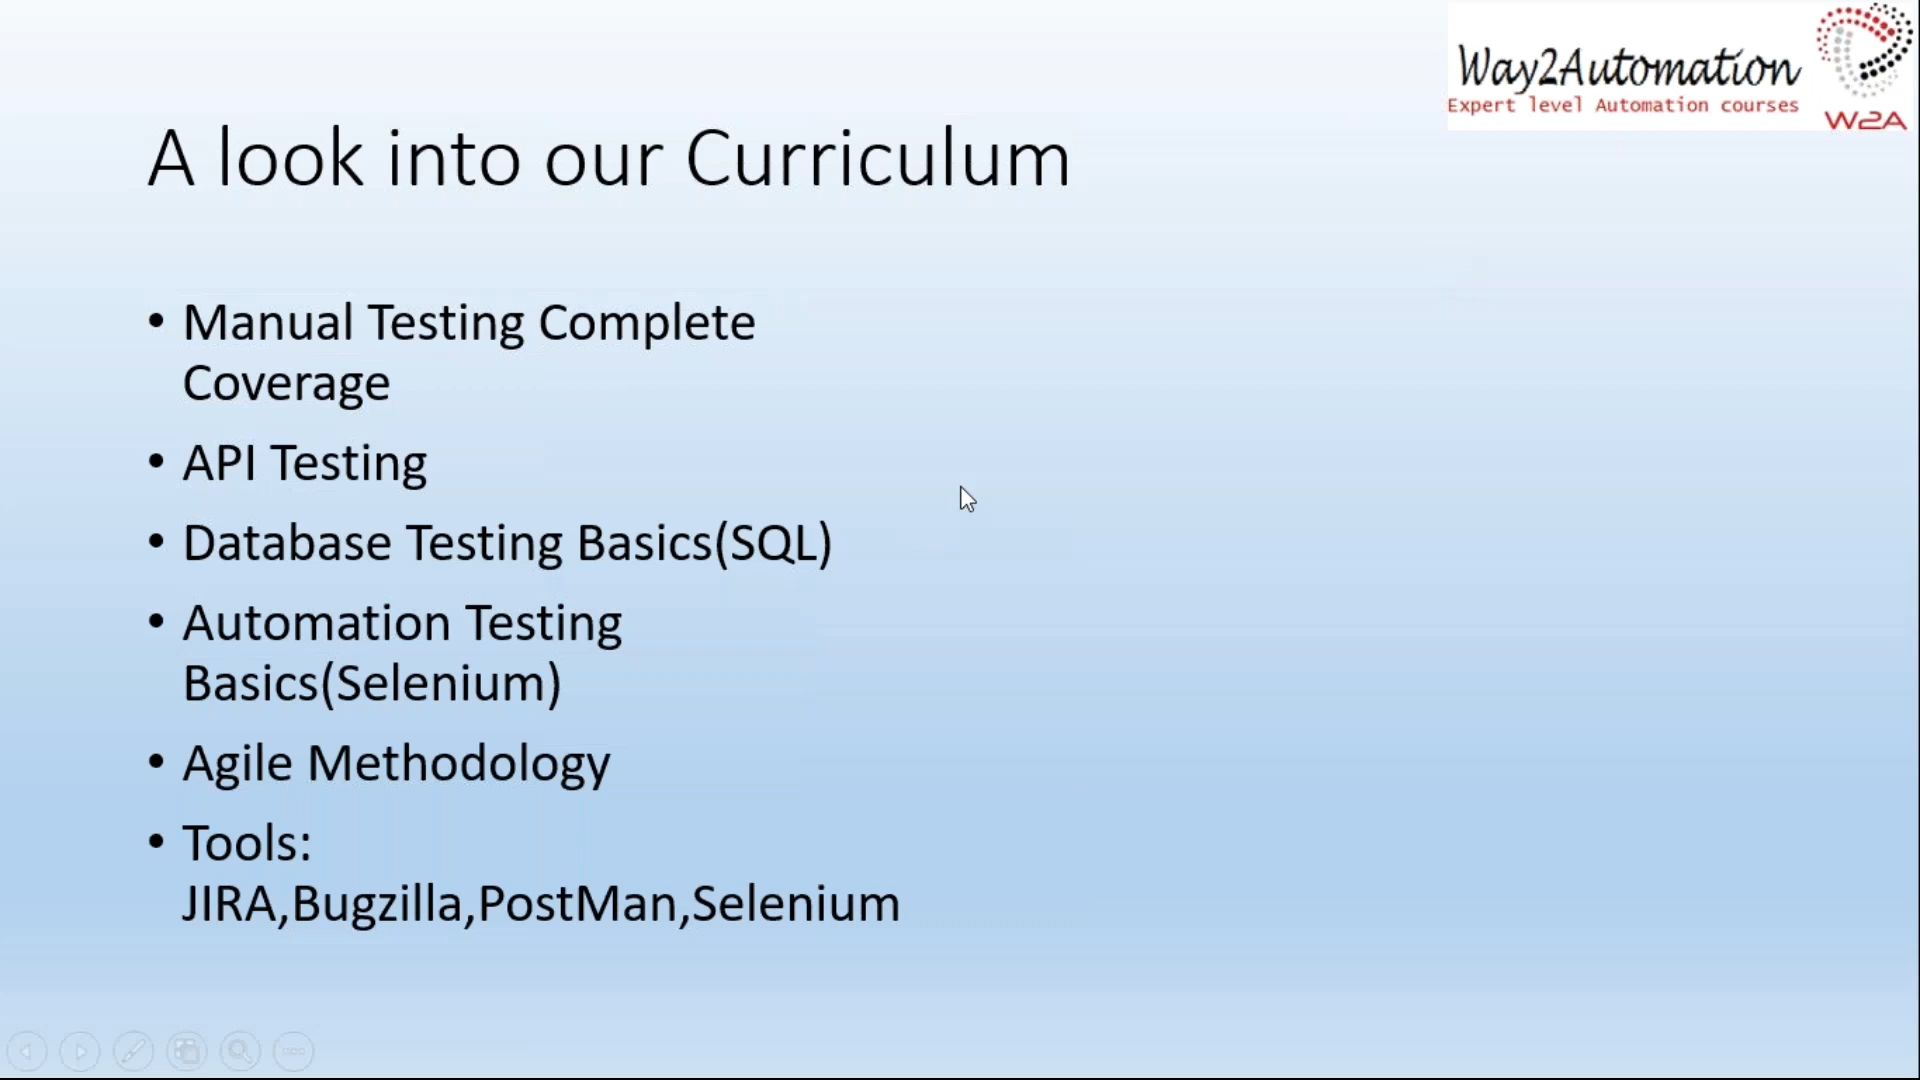 Way2Automation
Expert level Automation courses
W2A
A look into our Curriculum
• Manual Testing Complete
Coverage
• API Testing
• Database Testing Basics(SQL)
• Automation Testing
Basics(Selenium)
• Agile Methodology
• Tools:
JIRA,Bugzilla,PostMan,Selenium